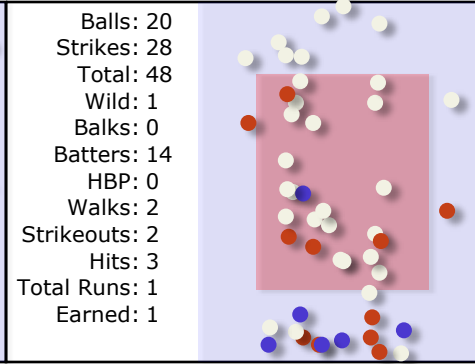 Balls: 20
Strikes: 28
Total: 48
Wild: 1
Balks: 0
Batters: 14
HBP: 0
Walks: 2
Strikeouts: 2
Hits: 3
Total Runs: 1
Earned: 1